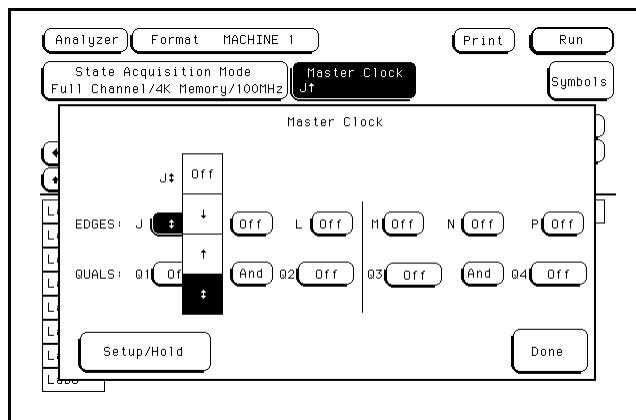 Analyzer Format MACHINE 1 Print Run
State Acquisition Mode
Full Channel/4K Memory/100MHz
Master Clock
J↑
Symbols
Master Clock
J↕ Off
↓
EDGES: J ↕ Off L Off M Off N Off P Off
↑
QUALS: Q1 Of And Q2 Off Q3 Off And Q4 Off
↕
Setup/Hold Done